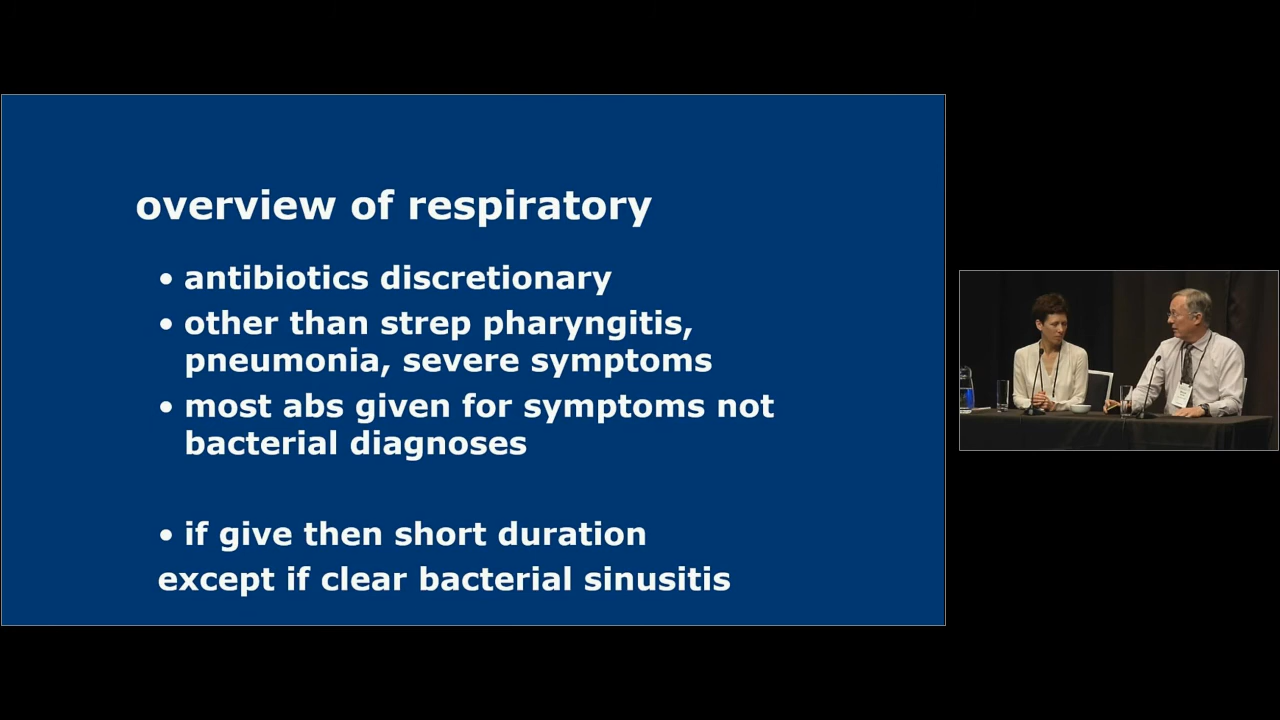 overview of respiratory
• antibiotics discretionary
• other than strep pharyngitis,
pneumonia, severe symptoms
• most abs given for symptoms not
bacterial diagnoses
• if give then short duration
except if clear bacterial sinusitis